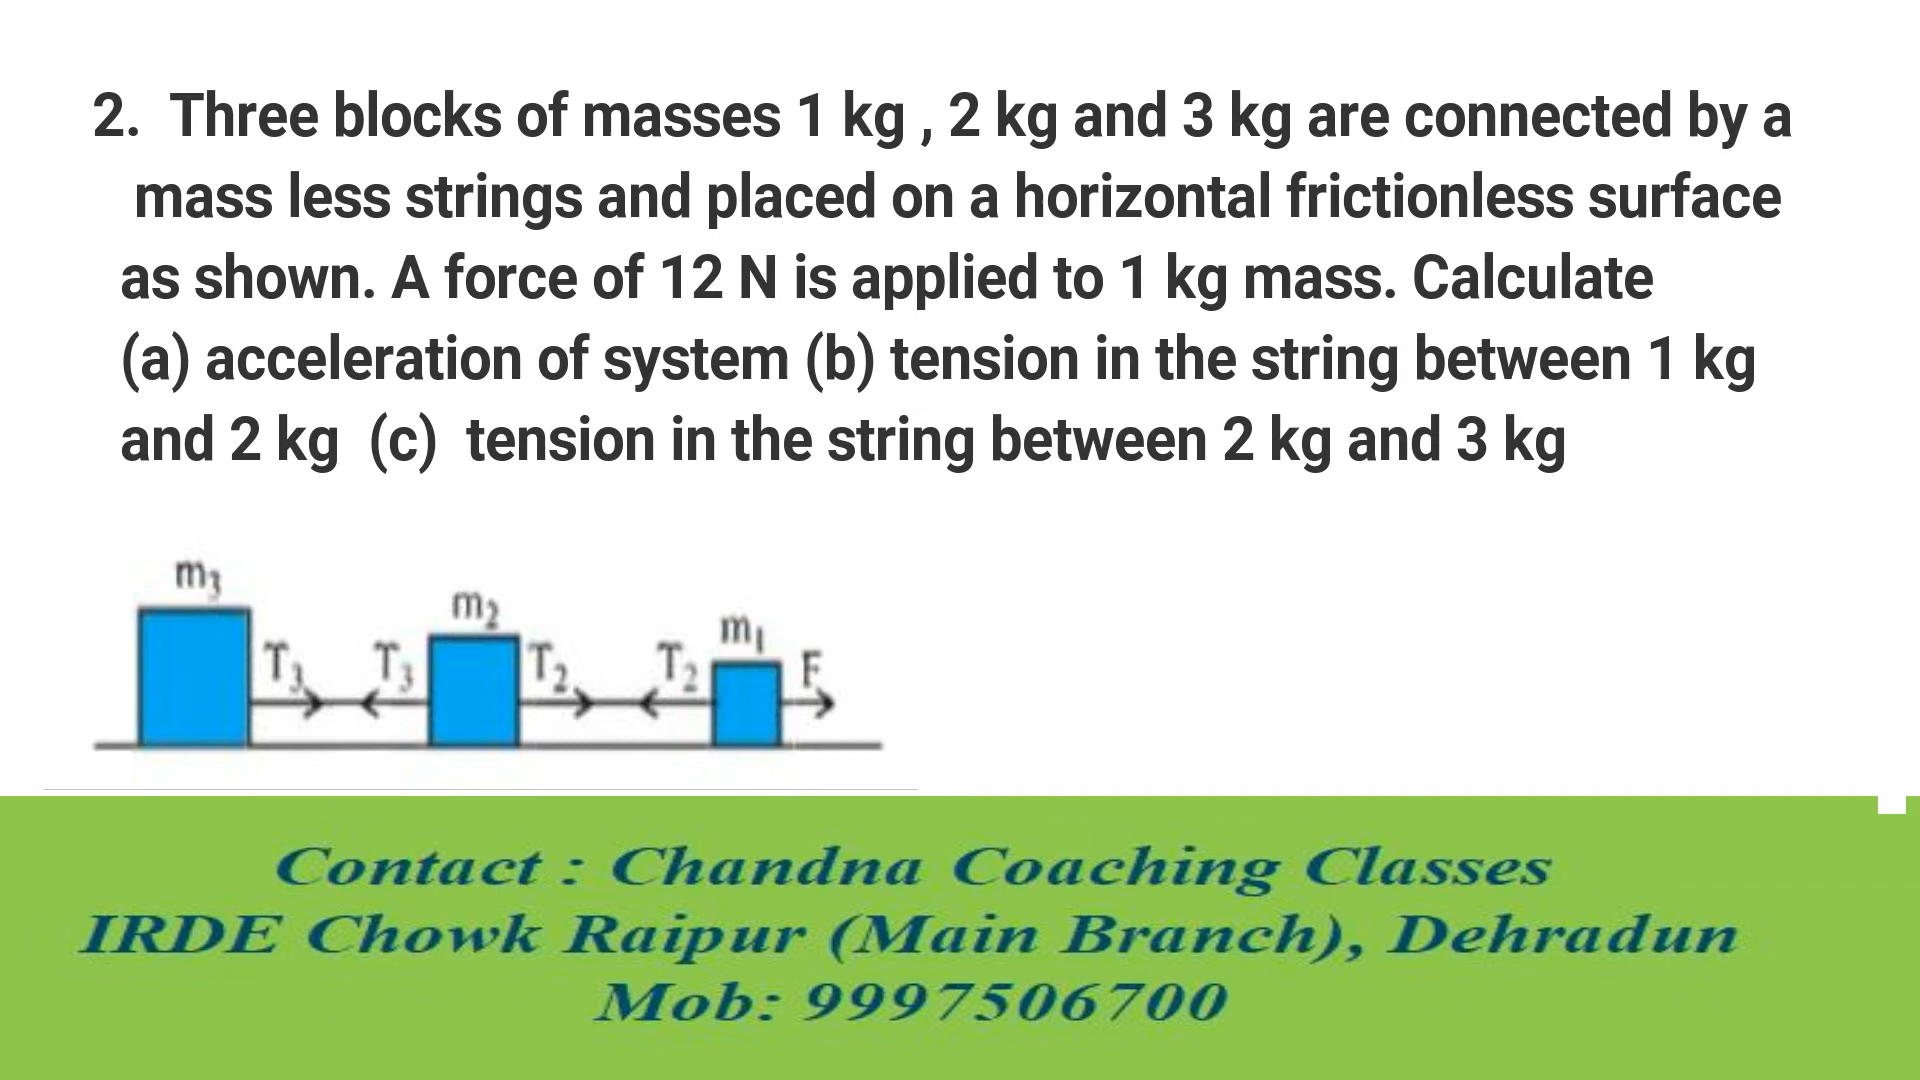 2. Three blocks of masses 1 kg , 2 kg and 3 kg are connected by a
mass less strings and placed on a horizontal frictionless surface
as shown. A force of 12 N is applied to 1 kg mass. Calculate
(a) acceleration of system (b) tension in the string between 1 kg
and 2 kg (c) tension in the string between 2 kg and 3 kg
m3
m2
m1
T3 T3 T2 T2 F
Contact : Chandna Coaching Classes
IRDE Chowk Raipur (Main Branch), Dehradun
Mob: 9997506700